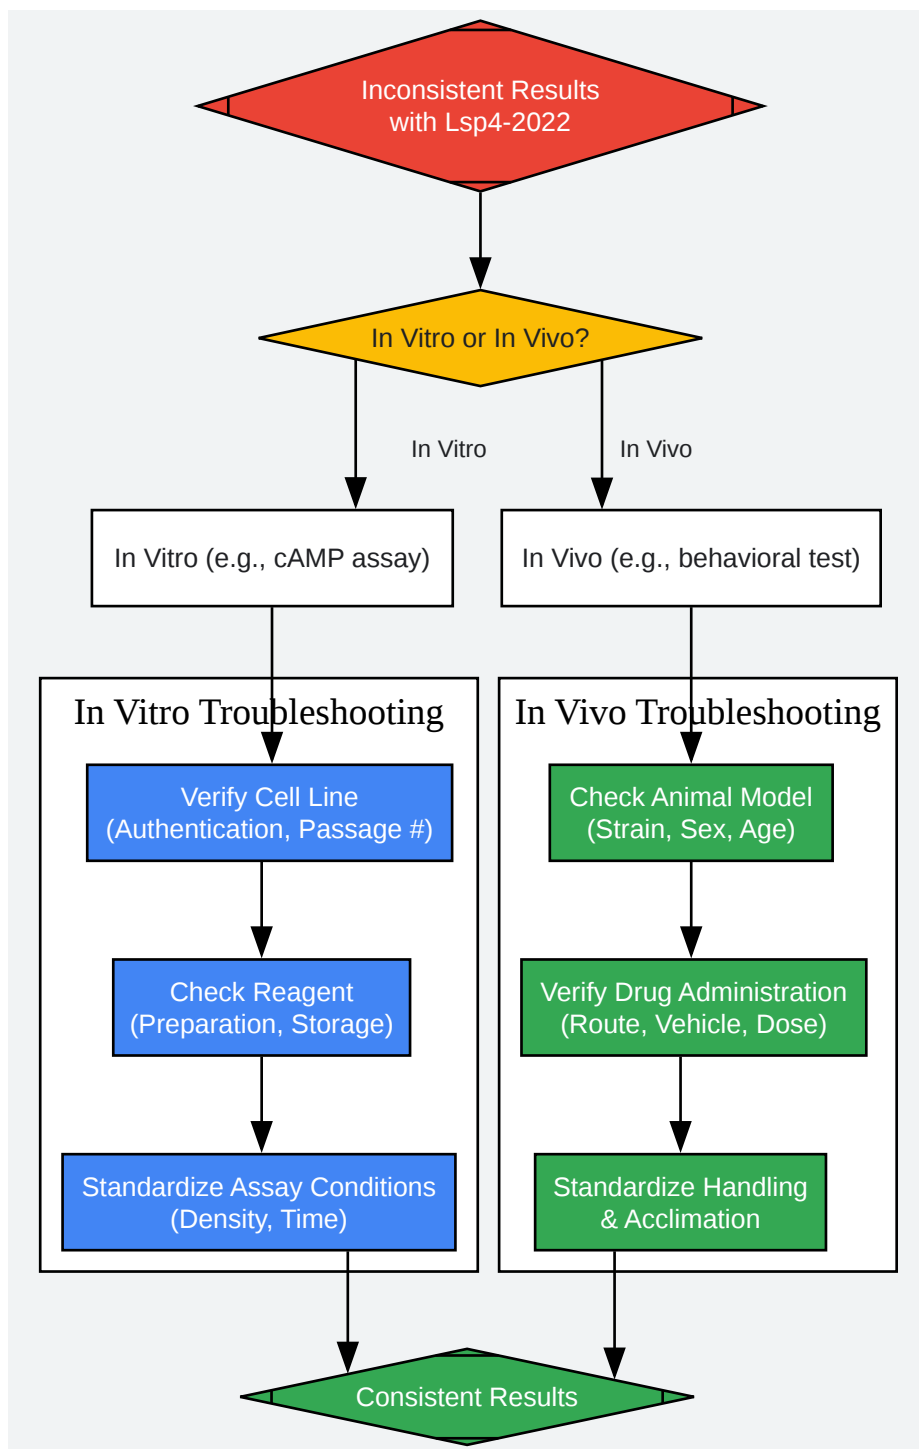 Inconsistent Results
with Lsp4-2022
In Vitro or In Vivo?
In Vitro
In Vivo
In Vitro (e.g., cAMP assay)
In Vivo (e.g., behavioral test)
In Vitro Troubleshooting
Verify Cell Line
(Authentication, Passage #)
Check Reagent
(Preparation, Storage)
Standardize Assay Conditions
(Density, Time)
In Vivo Troubleshooting
Check Animal Model
(Strain, Sex, Age)
Verify Drug Administration
(Route, Vehicle, Dose)
Standardize Handling
& Acclimation
Consistent Results